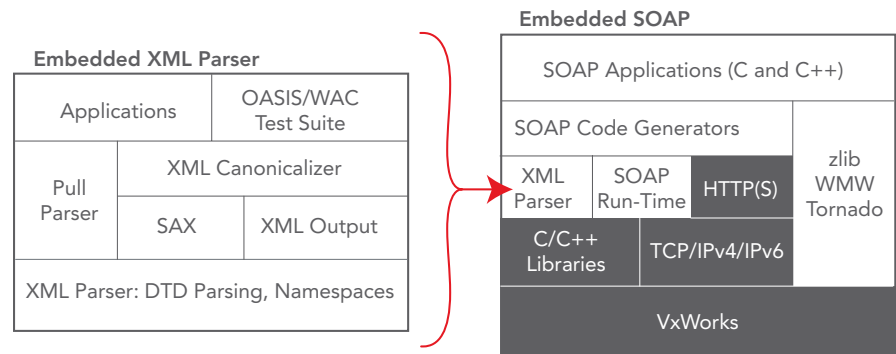 Embedded XML Parser
Applications
OASIS/WAC
Test Suite
Pull
Parser
XML Canonicalizer
SAX
XML Output
XML Parser: DTD Parsing, Namespaces
Embedded SOAP
SOAP Applications (C and C++)
SOAP Code Generators
zlib
WMW
Tornado
XML
Parser
SOAP
Run-Time
HTTP(S)
C/C++
Libraries
TCP/IPv4/IPv6
VxWorks